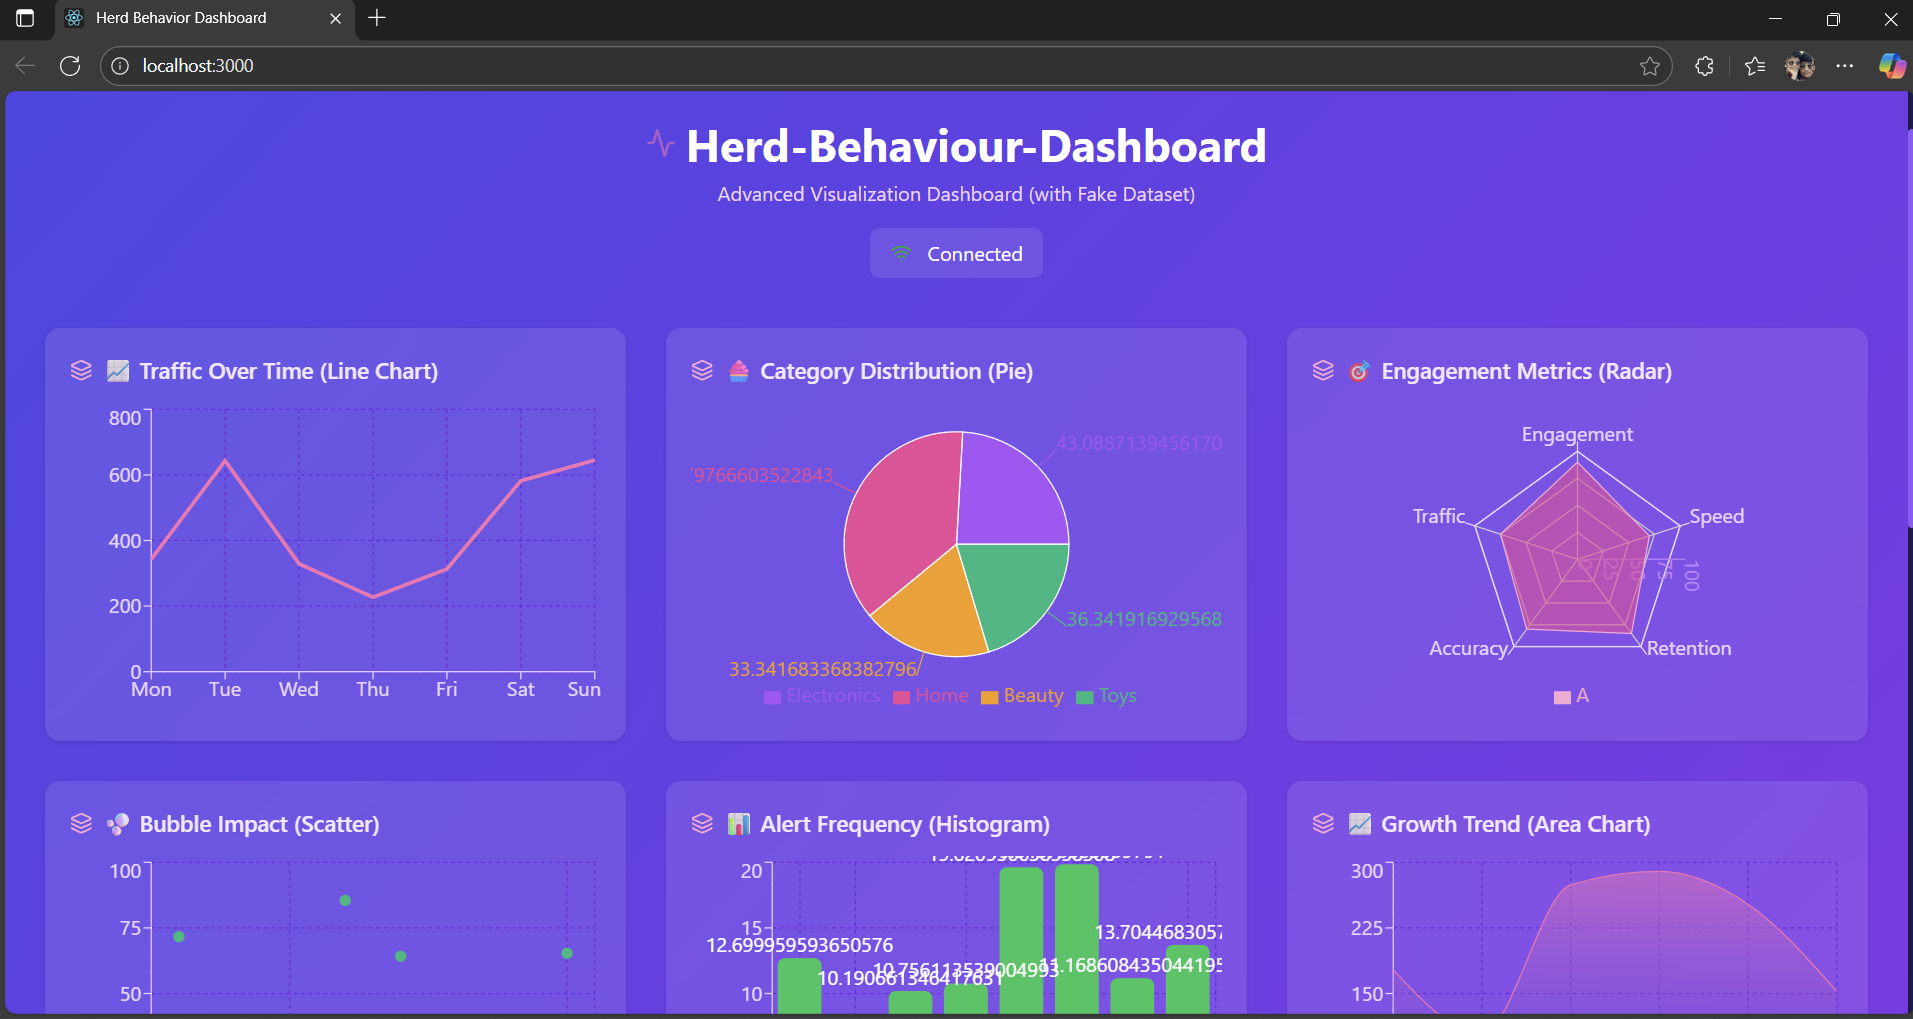 Herd Behavior Dashboard
localhost:3000
Herd-Behaviour-Dashboard
Advanced Visualization Dashboard (with Fake Dataset)
Connected
Traffic Over Time (Line Chart)
800
600
400
200
0
Mon Tue Wed Thu Fri Sat Sun
Category Distribution (Pie)
43.0887139456170
9766603522843
36.341916929568
33.341683368382796
Electronics Home Beauty Toys
Engagement Metrics (Radar)
Engagement
Traffic
Speed
0 25 50 75 100
Accuracy
Retention
A
Bubble Impact (Scatter)
100
75
50
Alert Frequency (Histogram)
20
15
10
12.699959593650576
10.190661346417631
10.756113539004993
11.168608435044195
13.7044683057
Growth Trend (Area Chart)
300
225
150